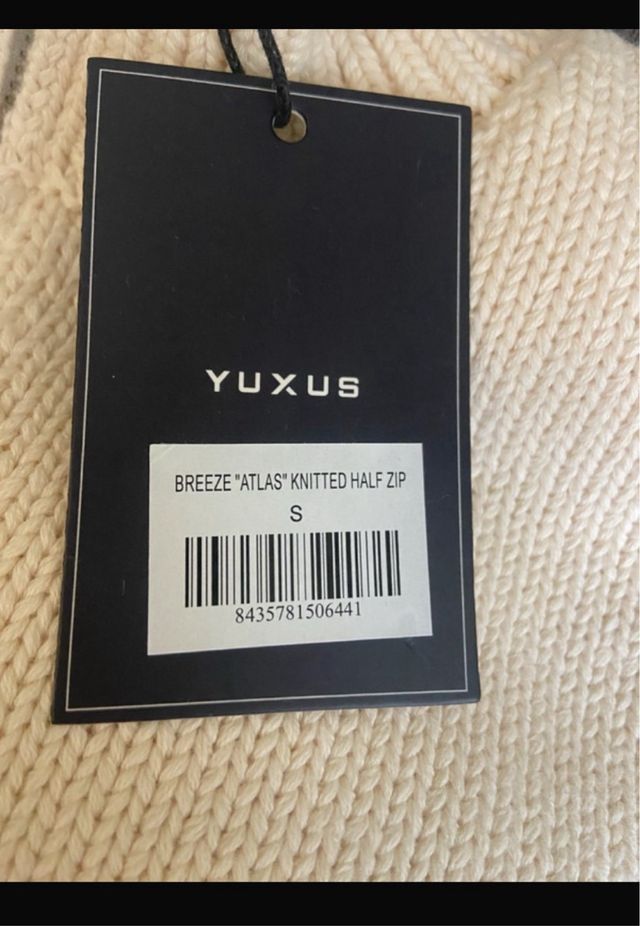 YUXUS
BREEZE "ATLAS" KNITTED HALF ZIP
S
8435781506441